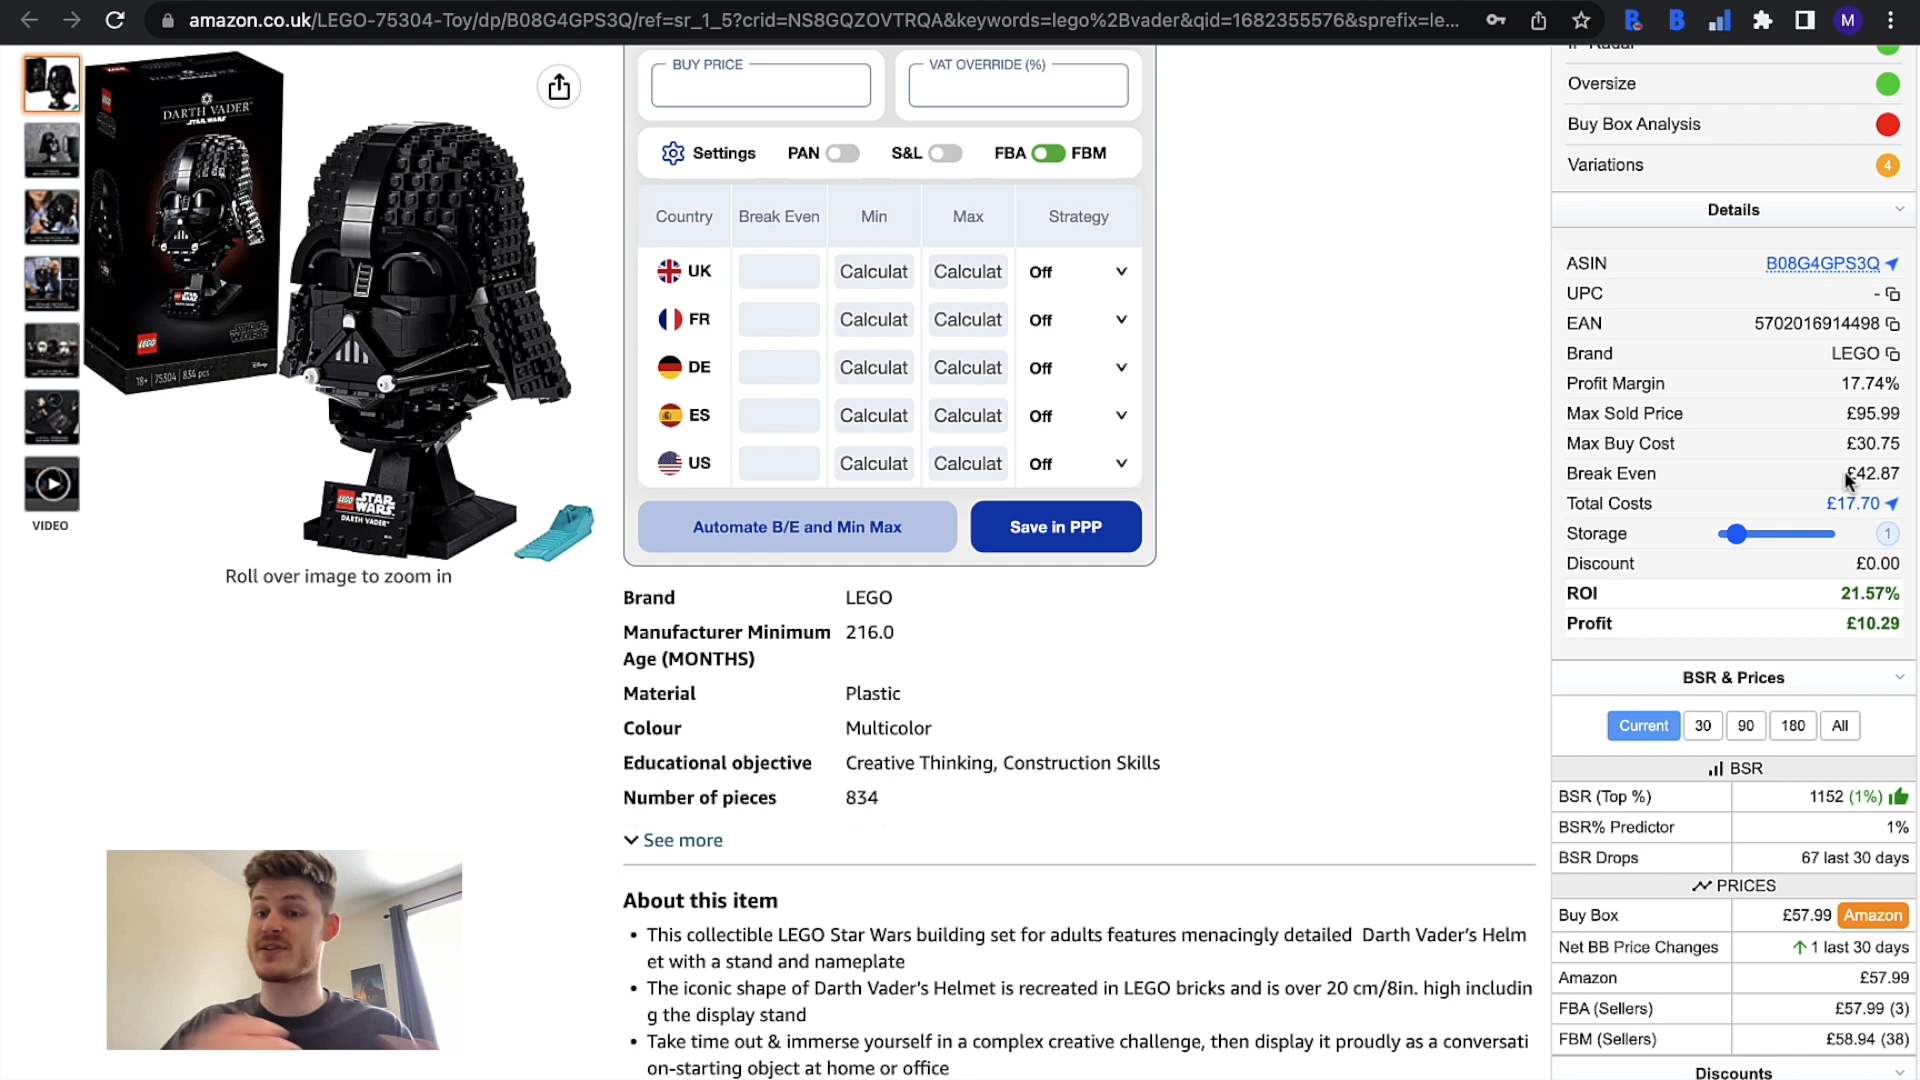 amazon.co.uk/LEGO-75304-Toy/dp/B08G4GPS3Q/ref=sr_1_5?crid=NS8GQZOVTRQA&keywords=lego%2Bvader&qid=1682355576&sprefix=le...
M
DARTH VADER
STAR WARS
LEGO
18+ | 75304 | 834 pcs
LEGO STAR WARS
DARTH VADER
VIDEO
Roll over image to zoom in
BUY PRICE
VAT OVERRIDE (%)
Settings PAN S&L FBA FBM
Country Break Even Min Max Strategy
UK Calculat Calculat Off
FR Calculat Calculat Off
DE Calculat Calculat Off
ES Calculat Calculat Off
US Calculat Calculat Off
Automate B/E and Min Max Save in PPP
Brand LEGO
Manufacturer Minimum 216.0
Age (MONTHS)
Material Plastic
Colour Multicolor
Educational objective Creative Thinking, Construction Skills
Number of pieces 834
See more
About this item
• This collectible LEGO Star Wars building set for adults features menacingly detailed Darth Vader's Helm
et with a stand and nameplate
• The iconic shape of Darth Vader's Helmet is recreated in LEGO bricks and is over 20 cm/8in. high includin
g the display stand
• Take time out & immerse yourself in a complex creative challenge, then display it proudly as a conversati
on-starting object at home or office
Oversize
Buy Box Analysis
Variations 4
Details
ASIN B08G4GPS3Q
UPC -
EAN 5702016914498
Brand LEGO
Profit Margin 17.74%
Max Sold Price £95.99
Max Buy Cost £30.75
Break Even £42.87
Total Costs £17.70
Storage 1
Discount £0.00
ROI 21.57%
Profit £10.29
BSR & Prices
Current 30 90 180 All
BSR
BSR (Top %) 1152 (1%)
BSR% Predictor 1%
BSR Drops 67 last 30 days
PRICES
Buy Box £57.99 Amazon
Net BB Price Changes 1 last 30 days
Amazon £57.99
FBA (Sellers) £57.99 (3)
FBM (Sellers) £58.94 (38)
Discounts